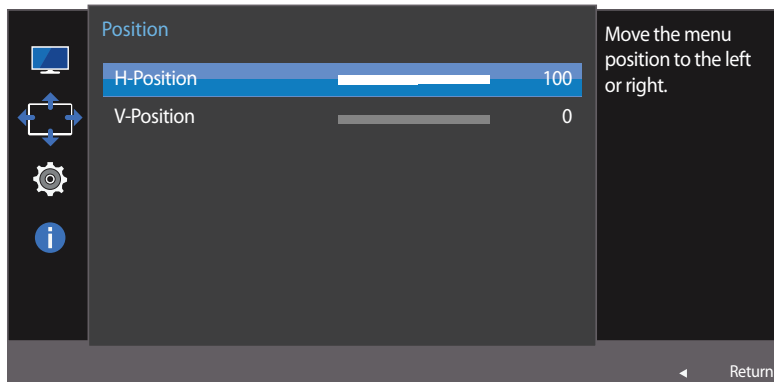 Position
H-Position 100
V-Position 0
Move the menu
position to the left
or right.
Return